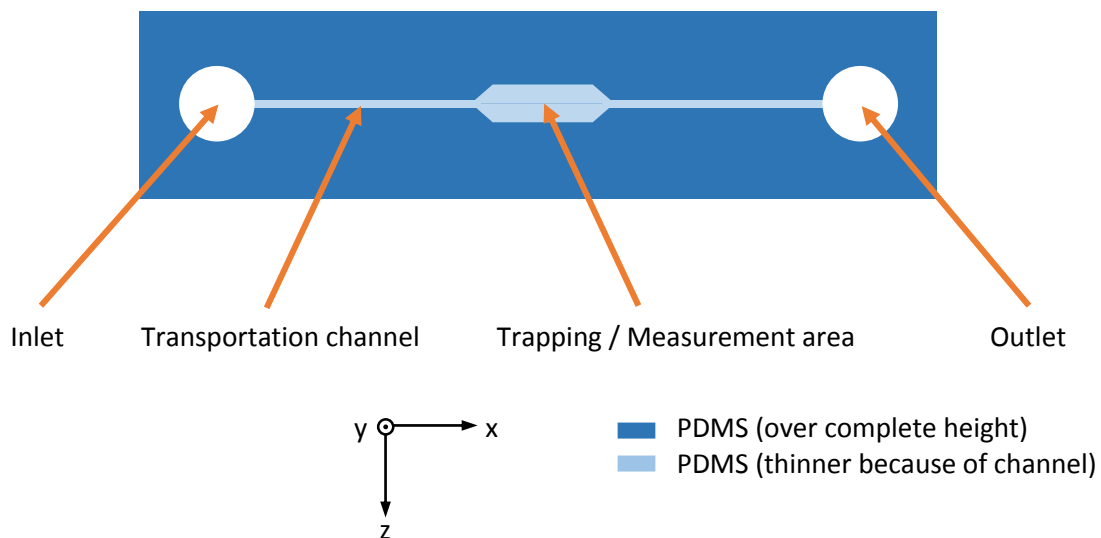 Inlet
Transportation channel
Trapping / Measurement area
Outlet
y
x
z
PDMS (over complete height)
PDMS (thinner because of channel)